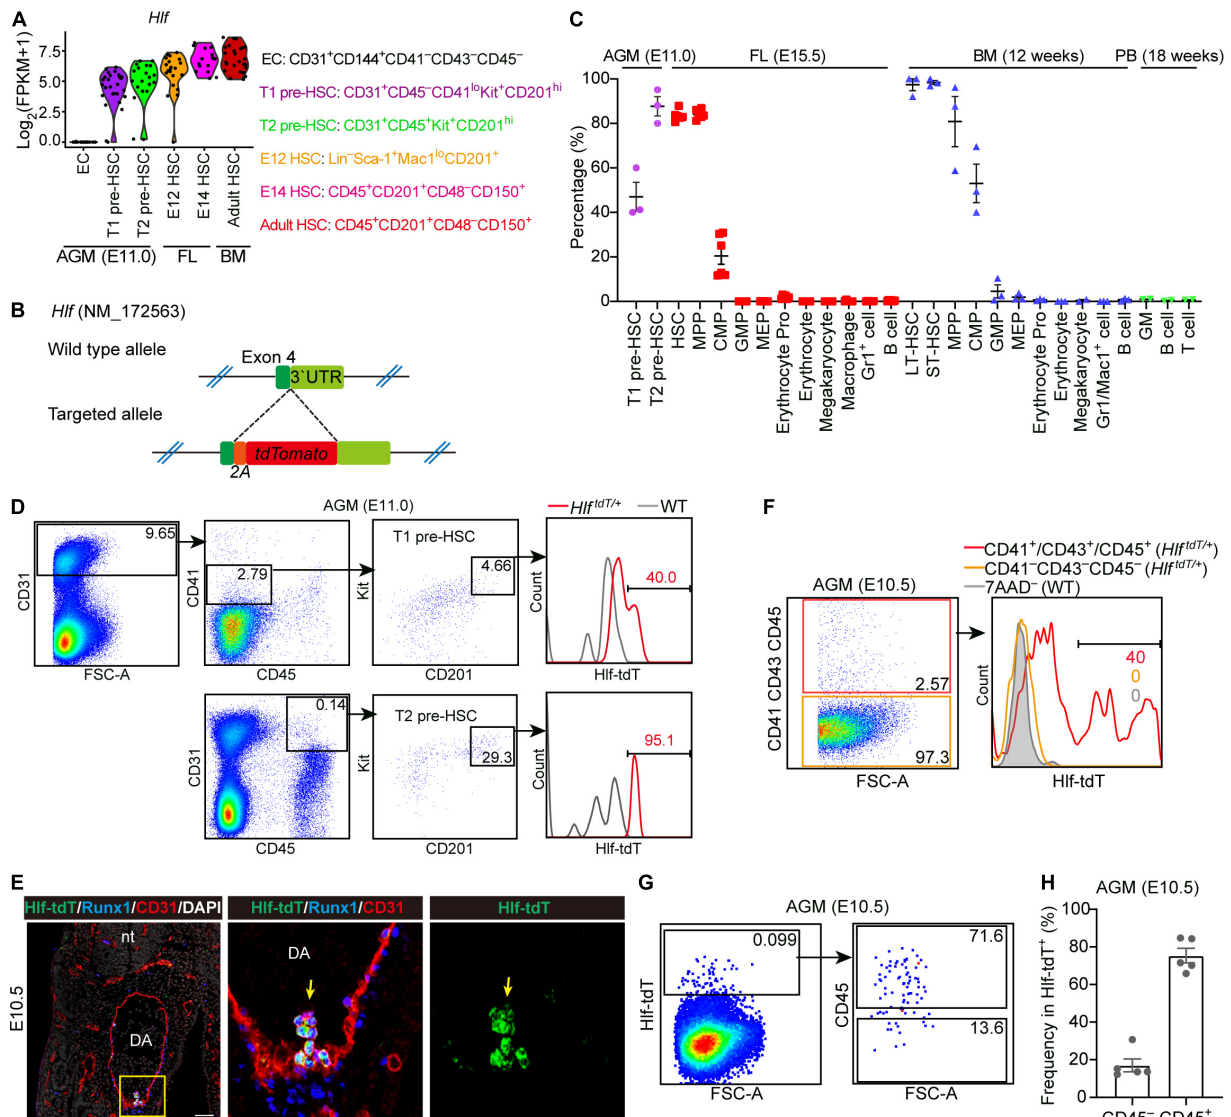 A
Hlf
Log2(FPKM+1)
7.5
5.0
2.5
0.0
EC
T1 pre-HSC
T2 pre-HSC
E12 HSC
E14 HSC
Adult HSC
AGM (E11.0)
FL
BM
EC: CD31+CD144+CD41–CD43–CD45–
T1 pre-HSC: CD31+CD45–CD41loKit+CD201hi
T2 pre-HSC: CD31+CD45+Kit+CD201hi
E12 HSC: Lin–Sca-1+Mac1loCD201+
E14 HSC: CD45+CD201+CD48–CD150+
Adult HSC: CD45+CD201+CD48–CD150+
B
Hlf (NM_172563)
Wild type allele
Exon 4
3`UTR
Targeted allele
tdTomato
2A
C
AGM (E11.0)
FL (E15.5)
BM (12 weeks)
PB (18 weeks)
Percentage (%)
100
80
60
40
20
0
T1 pre-HSC
T2 pre-HSC
HSC
MPP
CMP
GMP
MEP
Erythrocyte Pro
Erythrocyte
Megakaryocyte
Macrophage
Gr1+ cell
B cell
LT-HSC
ST-HSC
MPP
CMP
GMP
MEP
Erythrocyte Pro
Erythrocyte
Megakaryocyte
Gr1/Mac1+ cell
B cell
GM
B cell
T cell
D
AGM (E11.0)
HlftdT/+
WT
9.65
CD31
FSC-A
2.79
CD41
CD45
T1 pre-HSC
4.66
Kit
CD201
40.0
Count
Hlf-tdT
0.14
CD31
CD45
T2 pre-HSC
29.3
Kit
CD201
95.1
Count
Hlf-tdT
F
CD41+/CD43+/CD45+ (HlftdT/+)
CD41–CD43–CD45– (HlftdT/+)
7AAD– (WT)
AGM (E10.5)
CD41 CD43 CD45
2.57
97.3
FSC-A
Count
40
0
0
Hlf-tdT
E
Hlf-tdT/Runx1/CD31/DAPI
Hlf-tdT/Runx1/CD31
Hlf-tdT
E10.5
nt
DA
DA
G
AGM (E10.5)
0.099
Hlf-tdT
FSC-A
71.6
13.6
CD45
FSC-A
H
AGM (E10.5)
Frequency in Hlf-tdT+ (%)
100
80
60
40
20
0
CD45–
CD45+